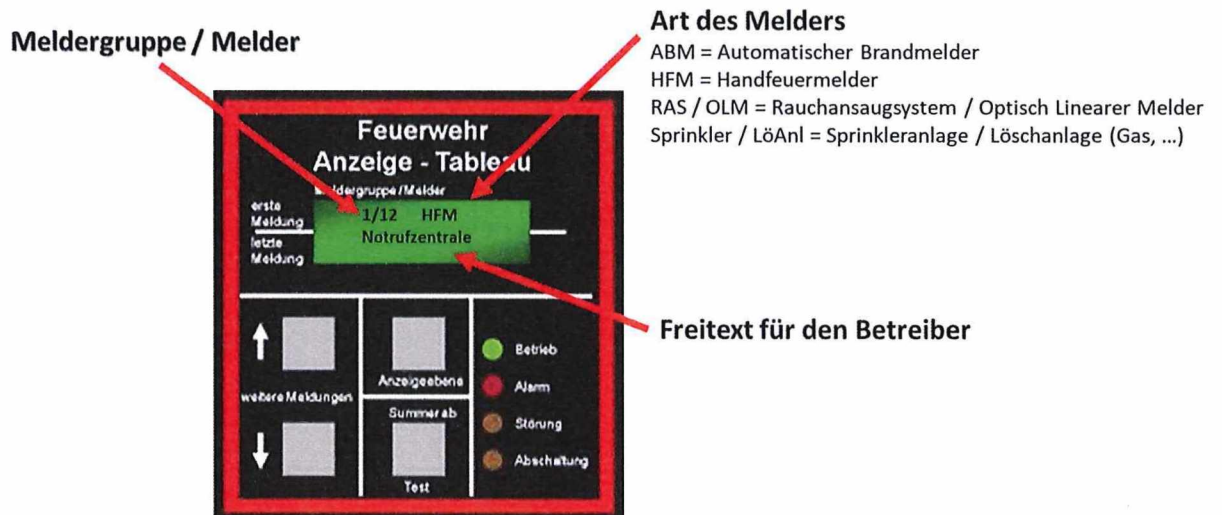 Meldergruppe / Melder
Art des Melders
ABM = Automatischer Brandmelder
HFM = Handfeuermelder
RAS / OLM = Rauchansaugsystem / Optisch Linearer Melder
Sprinkler / LöAnl = Sprinkleranlage / Löschanlage (Gas, ...)
Feuerwehr
Anzeige - Tableau
Meldergruppe/Melder
erste
Meldung
1/12 HFM
Notrufzentrale
letzte
Meldung
Freitext für den Betreiber
Betrieb
Anzeigeebene
Alarm
weitere Meldungen
Summer ab
Störung
Abschaltung
Test